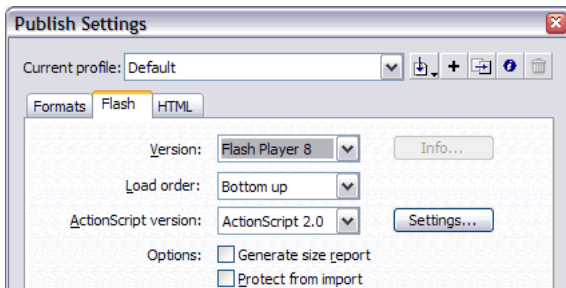 Publish Settings
Current profile: Default
Formats Flash HTML
Version: Flash Player 8 Info...
Load order: Bottom up
ActionScript version: ActionScript 2.0 Settings...
Options: Generate size report
Protect from import